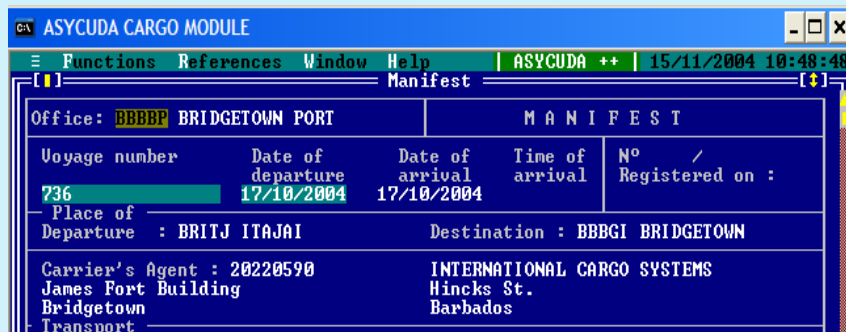 ASYCUDA CARGO MODULE
≡ Functions References Window Help | ASYCUDA ++ | 15/11/2004 10:48:48
Manifest
Office: BBBBP BRIDGETOWN PORT M A N I F E S T
Voyage number Date of departure Date of arrival Time of arrival Nº /
Registered on :
736 17/10/2004 17/10/2004
Place of
Departure : BRITJ ITAJAI Destination : BBBGI BRIDGETOWN
Carrier's Agent : 20220590 INTERNATIONAL CARGO SYSTEMS
James Fort Building Hincks St.
Bridgetown Barbados
Transport